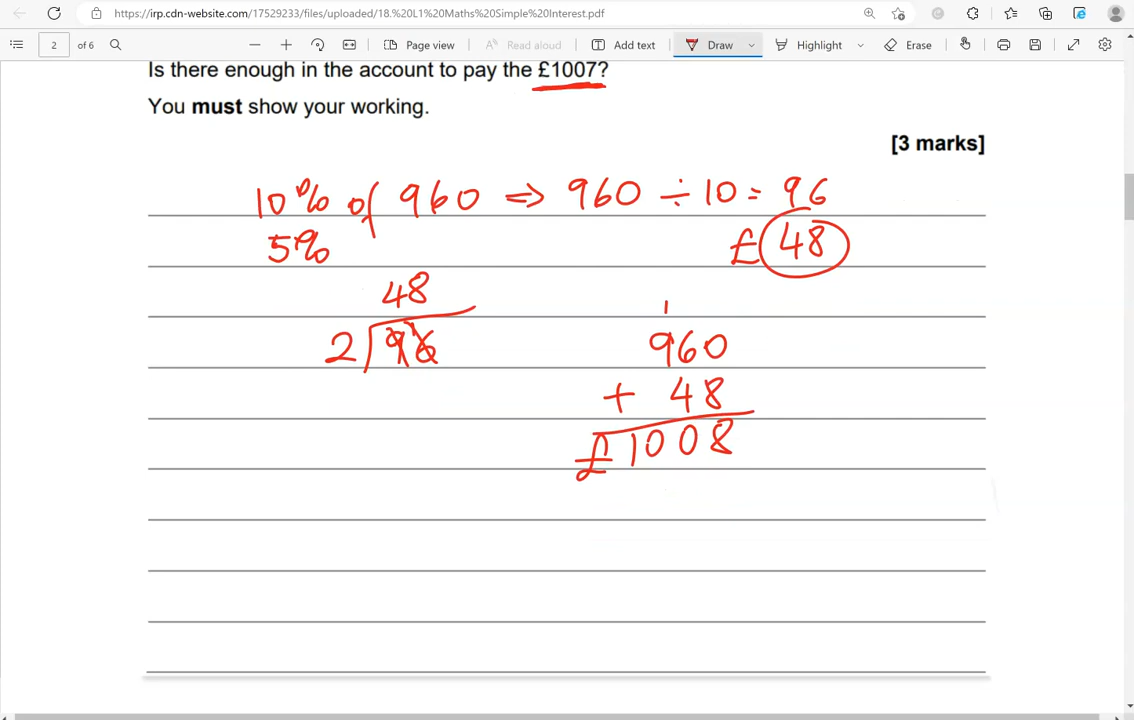 https://irp.cdn-website.com/17529233/files/uploaded/18.%20L1%20Maths%20Simple%20Interest.pdf
2 of 6 Page view Read aloud Add text Draw Highlight Erase
Is there enough in the account to pay the £1007?
You must show your working.
[3 marks]
10% of 960 ⇒ 960 ÷ 10 = 96
5% £48
48
2 96
1
960
+ 48
£1008